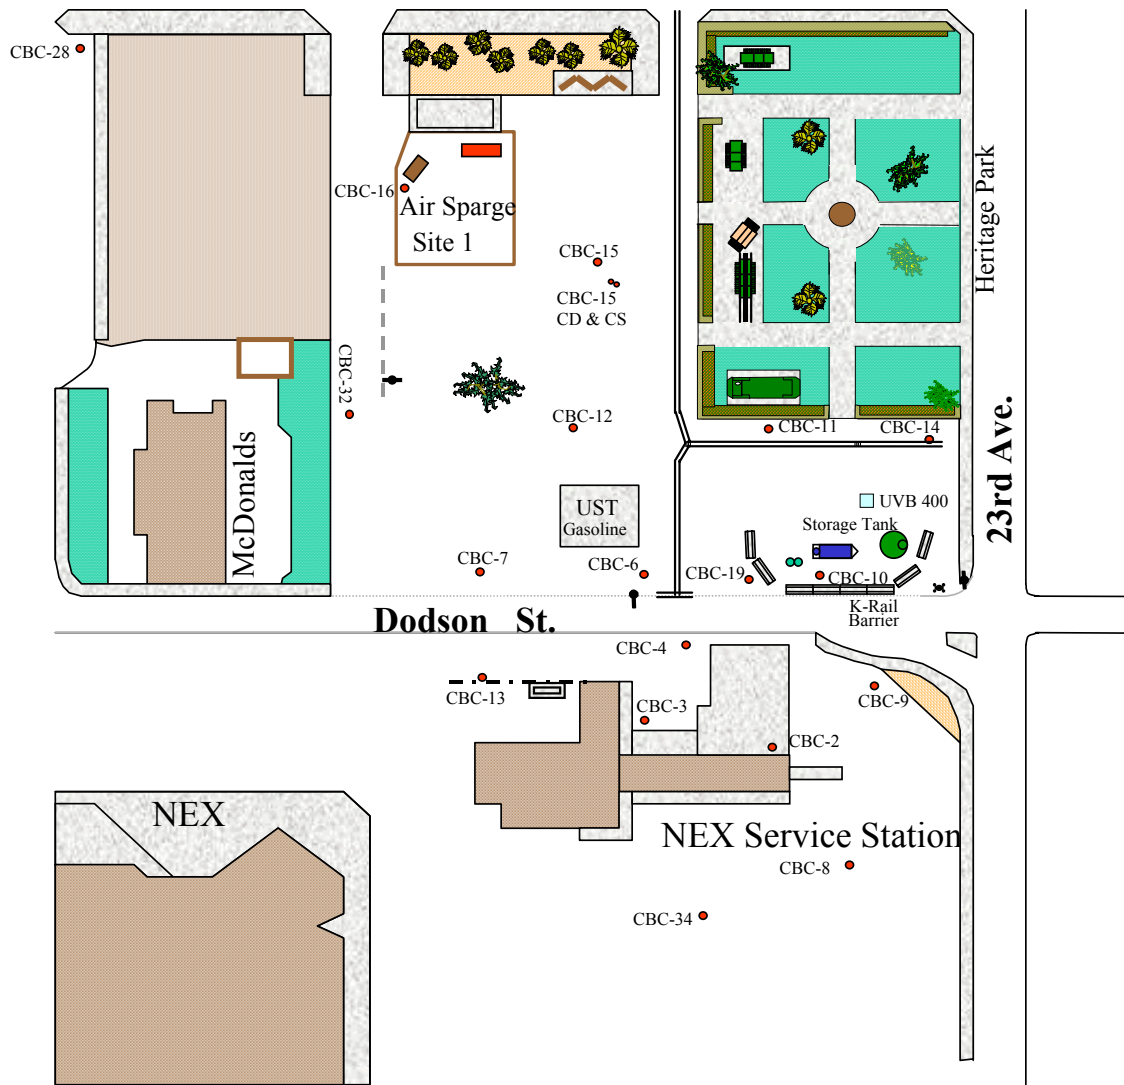 CBC-28
CBC-16
Air Sparge
Site 1
CBC-15
CBC-15
CD & CS
Heritage Park
CBC-32
CBC-12
CBC-11
CBC-14
McDonalds
23rd Ave.
UST
Gasoline
UVB 400
Storage Tank
CBC-7
CBC-6
CBC-19
CBC-10
K-Rail
Barrier
Dodson St.
CBC-4
CBC-13
CBC-3
CBC-9
CBC-2
NEX
NEX Service Station
CBC-8
CBC-34